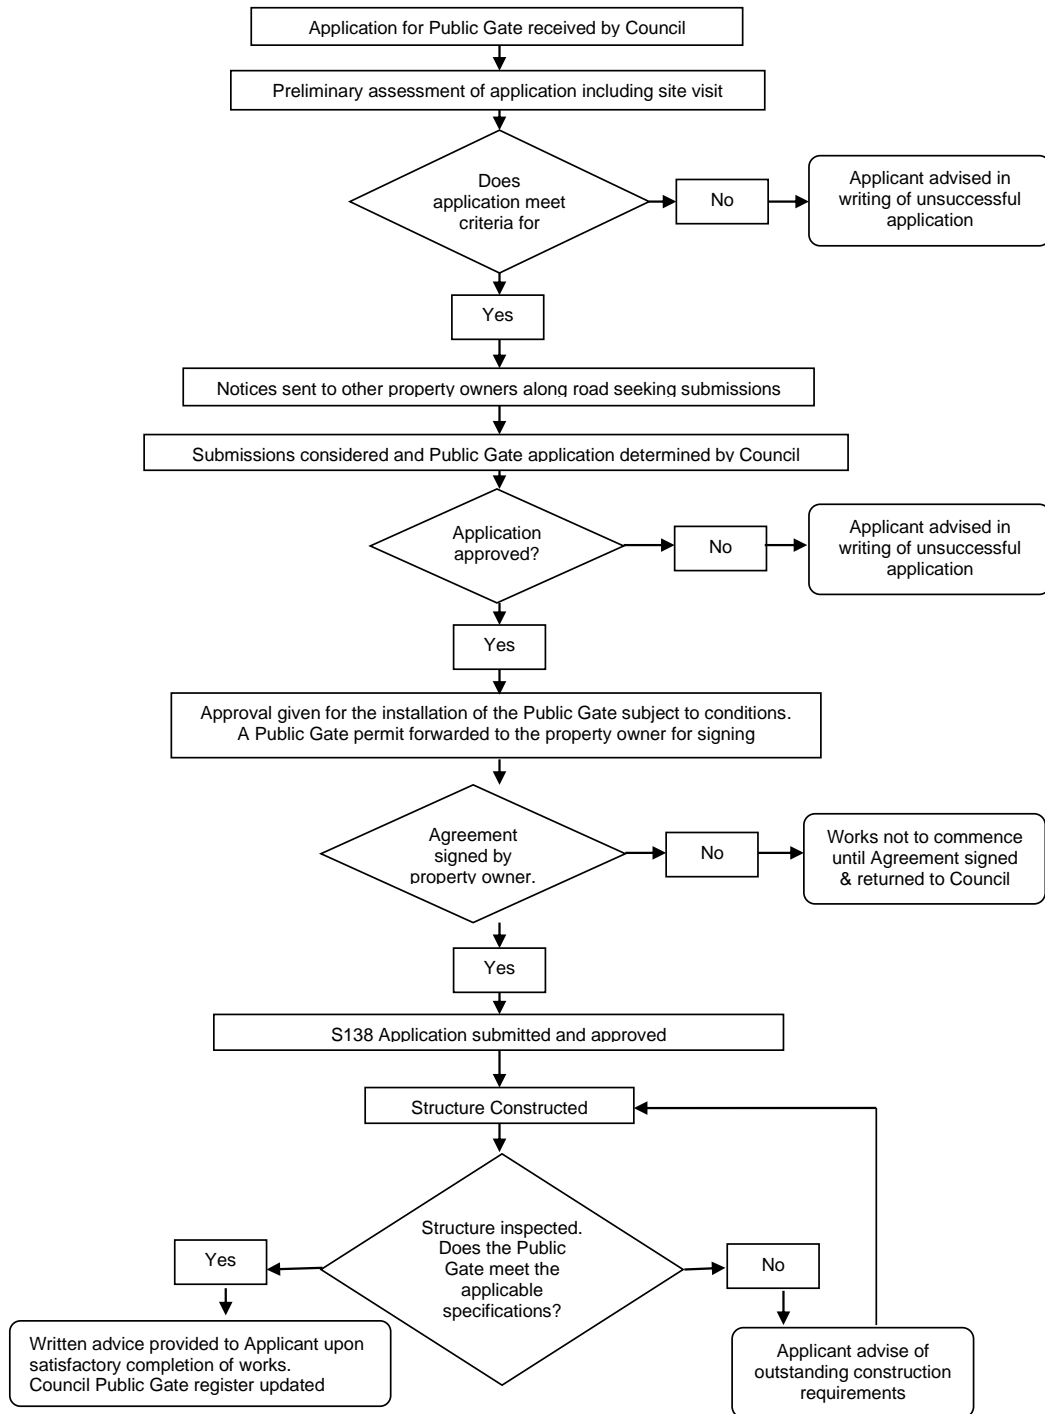 Application for Public Gate received by Council
Preliminary assessment of application including site visit
Does
application meet
criteria for
No
Applicant advised in
writing of unsuccessful
application
Yes
Notices sent to other property owners along road seeking submissions
Submissions considered and Public Gate application determined by Council
Application
approved?
No
Applicant advised in
writing of unsuccessful
application
Yes
Approval given for the installation of the Public Gate subject to conditions.
A Public Gate permit forwarded to the property owner for signing
Agreement
signed by
property owner.
No
Works not to commence
until Agreement signed
& returned to Council
Yes
S138 Application submitted and approved
Structure Constructed
Structure inspected.
Does the Public
Gate meet the
applicable
specifications?
Yes
No
Written advice provided to Applicant upon
satisfactory completion of works.
Council Public Gate register updated
Applicant advise of
outstanding construction
requirements